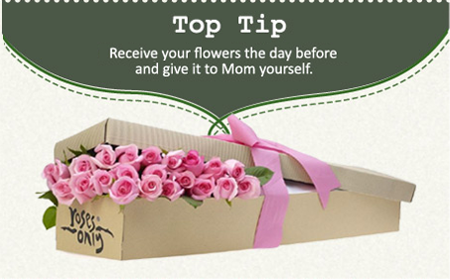 Top Tip
Receive your flowers the day before
and give it to Mom yourself.
roses
only